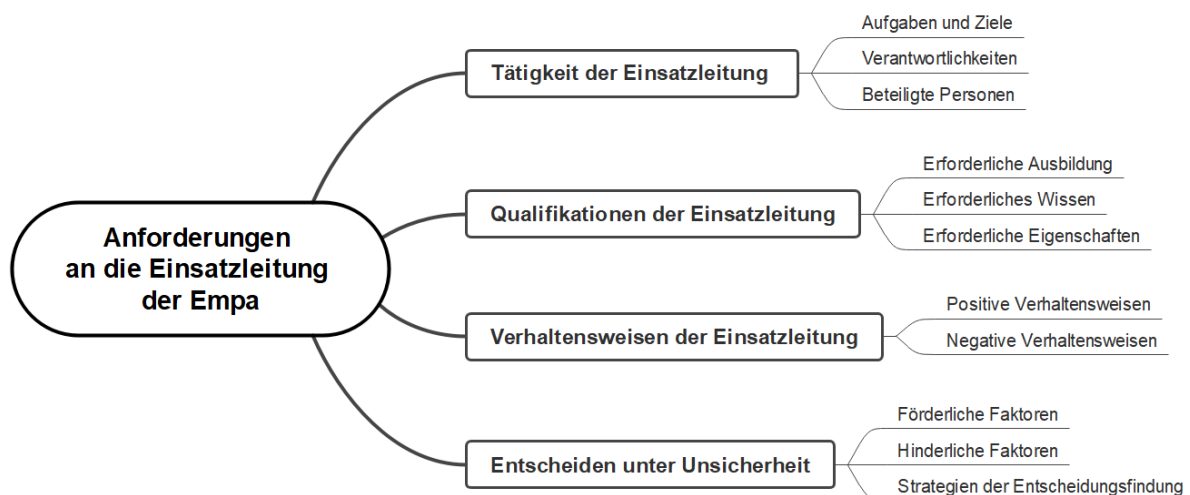 Anforderungen
an die Einsatzleitung
der Empa
Tätigkeit der Einsatzleitung
Aufgaben und Ziele
Verantwortlichkeiten
Beteiligte Personen
Qualifikationen der Einsatzleitung
Erforderliche Ausbildung
Erforderliches Wissen
Erforderliche Eigenschaften
Verhaltensweisen der Einsatzleitung
Positive Verhaltensweisen
Negative Verhaltensweisen
Entscheiden unter Unsicherheit
Förderliche Faktoren
Hinderliche Faktoren
Strategien der Entscheidungsfindung